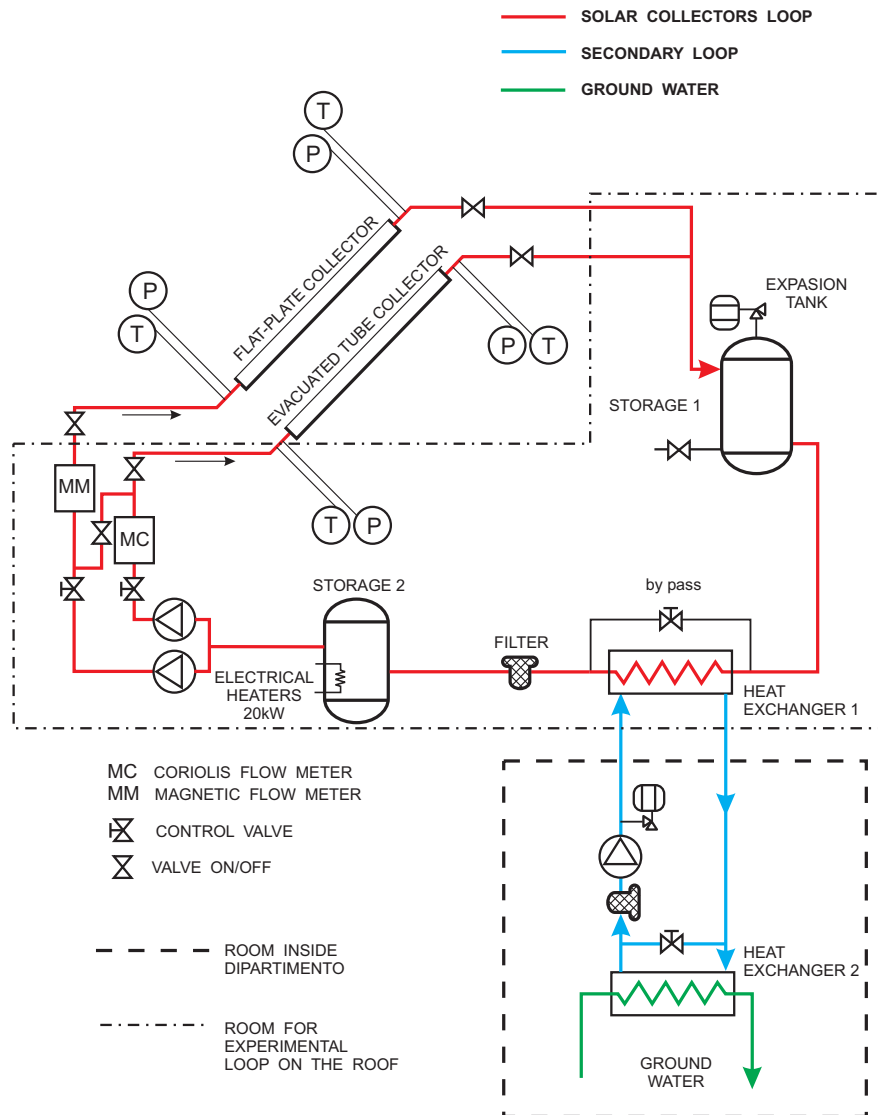 SOLAR COLLECTORS LOOP
SECONDARY LOOP
GROUND WATER
T
P
FLAT-PLATE COLLECTOR
EVACUATED TUBE COLLECTOR
P
T
P
T
EXPASION
TANK
STORAGE 1
MM
MC
T
P
STORAGE 2
by pass
FILTER
ELECTRICAL
HEATERS
20kW
HEAT
EXCHANGER 1
MC CORIOLIS FLOW METER
MM MAGNETIC FLOW METER
CONTROL VALVE
VALVE ON/OFF
ROOM INSIDE
DIPARTIMENTO
HEAT
EXCHANGER 2
ROOM FOR
EXPERIMENTAL
LOOP ON THE ROOF
GROUND
WATER